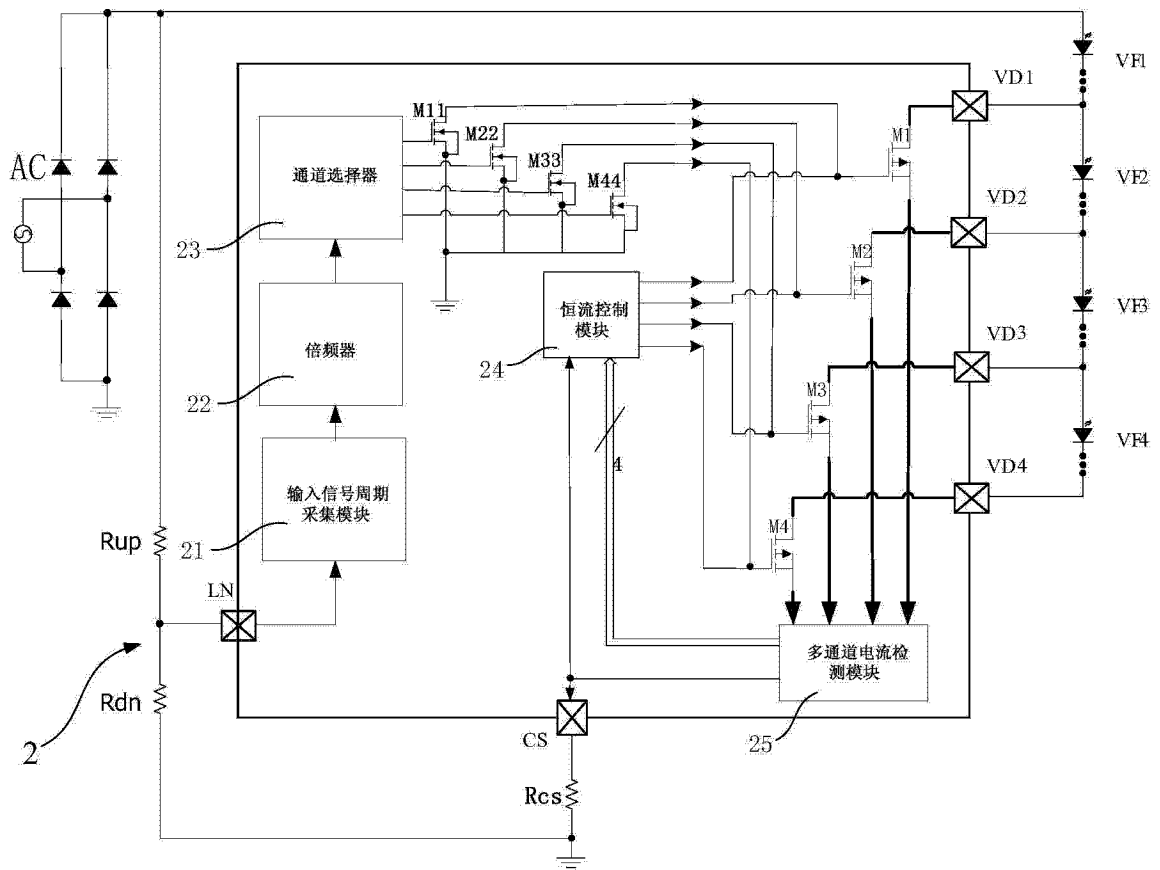 VF1
VD1
M11
M1
M22
AC
通道选择器
M33
VF2
M44
VD2
23
M2
恒流控制
模块
VF3
倍频器
VD3
24
22
M3
VF4
4
VD4
输入信号周期
采集模块
M4
Rup
21
LN
多通道电流检
测模块
Rdn
2
CS
25
Rcs